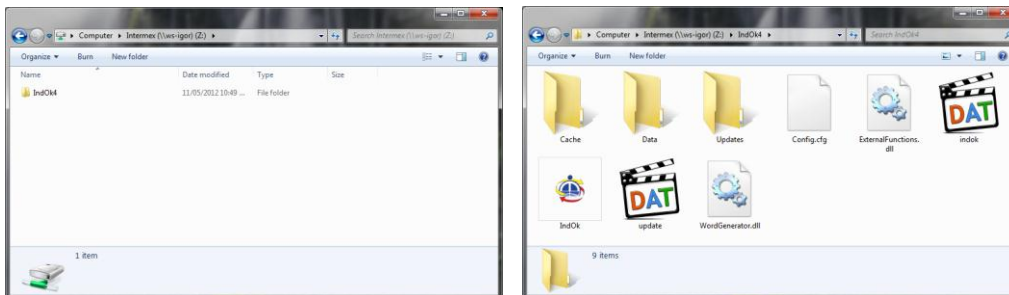 Computer ▸ Intermex (\\ws-igor) (Z:) ▸
Search Intermex (\\ws-igor) (Z:)
Organize ▾ Burn New folder
Name Date modified Type Size
IndOk4 11/05/2012 10:49 ... File folder
1 item
Computer ▸ Intermex (\\ws-igor) (Z:) ▸ IndOk4 ▸
Search IndOk4
Organize ▾ Burn New folder
DAT
Cache Data Updates Config.cfg ExternalFunctions.dll indok
DAT
IndOk update WordGenerator.dll
9 items